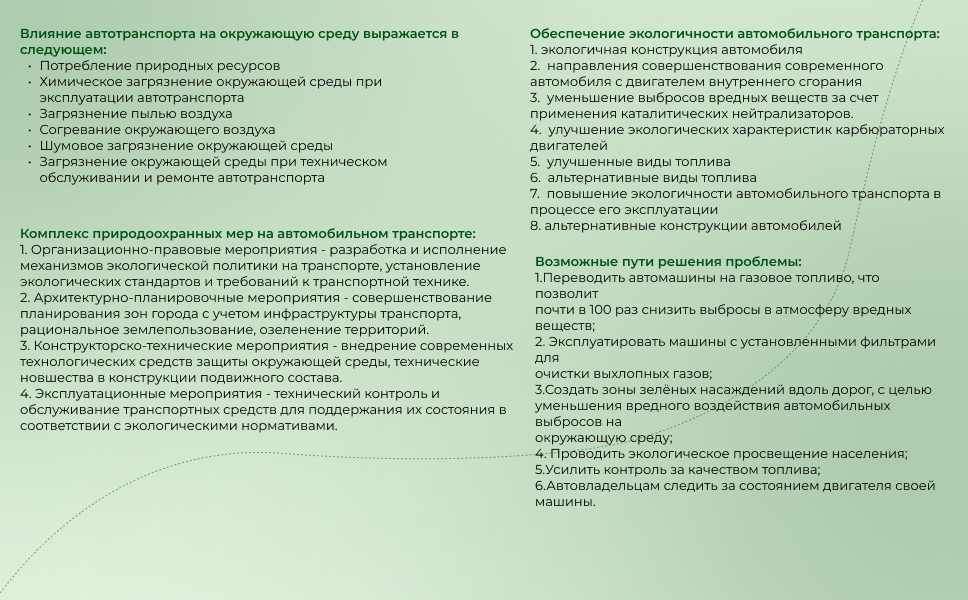 Влияние автотранспорта на окружающую среду выражается в
следующем:
• Потребление природных ресурсов
• Химическое загрязнение окружающей среды при
эксплуатации автотранспорта
• Загрязнение пылью воздуха
• Согревание окружающего воздуха
• Шумовое загрязнение окружающей среды
• Загрязнение окружающей среды при техническом
обслуживании и ремонте автотранспорта
Комплекс природоохранных мер на автомобильном транспорте:
1. Организационно-правовые мероприятия - разработка и исполнение
механизмов экологической политики на транспорте, установление
экологических стандартов и требований к транспортной технике.
2. Архитектурно-планировочные мероприятия - совершенствование
планирования зон города с учетом инфраструктуры транспорта,
рациональное землепользование, озеленение территорий.
3. Конструкторско-технические мероприятия - внедрение современных
технологических средств защиты окружающей среды, технические
новшества в конструкции подвижного состава.
4. Эксплуатационные мероприятия - технический контроль и
обслуживание транспортных средств для поддержания их состояния в
соответствии с экологическими нормативами.
Обеспечение экологичности автомобильного транспорта:
1. экологичная конструкция автомобиля
2. направления совершенствования современного
автомобиля с двигателем внутреннего сгорания
3. уменьшение выбросов вредных веществ за счет
применения каталитических нейтрализаторов.
4. улучшение экологических характеристик карбюраторных
двигателей
5. улучшенные виды топлива
6. альтернативные виды топлива
7. повышение экологичности автомобильного транспорта в
процессе его эксплуатации
8. альтернативные конструкции автомобилей
Возможные пути решения проблемы:
1.Переводить автомашины на газовое топливо, что
позволит
почти в 100 раз снизить выбросы в атмосферу вредных
веществ;
2. Эксплуатировать машины с установленными фильтрами
для
очистки выхлопных газов;
3.Создать зоны зелёных насаждений вдоль дорог, с целью
уменьшения вредного воздействия автомобильных
выбросов на
окружающую среду;
4. Проводить экологическое просвещение населения;
5.Усилить контроль за качеством топлива;
6.Автовладельцам следить за состоянием двигателя своей
машины.